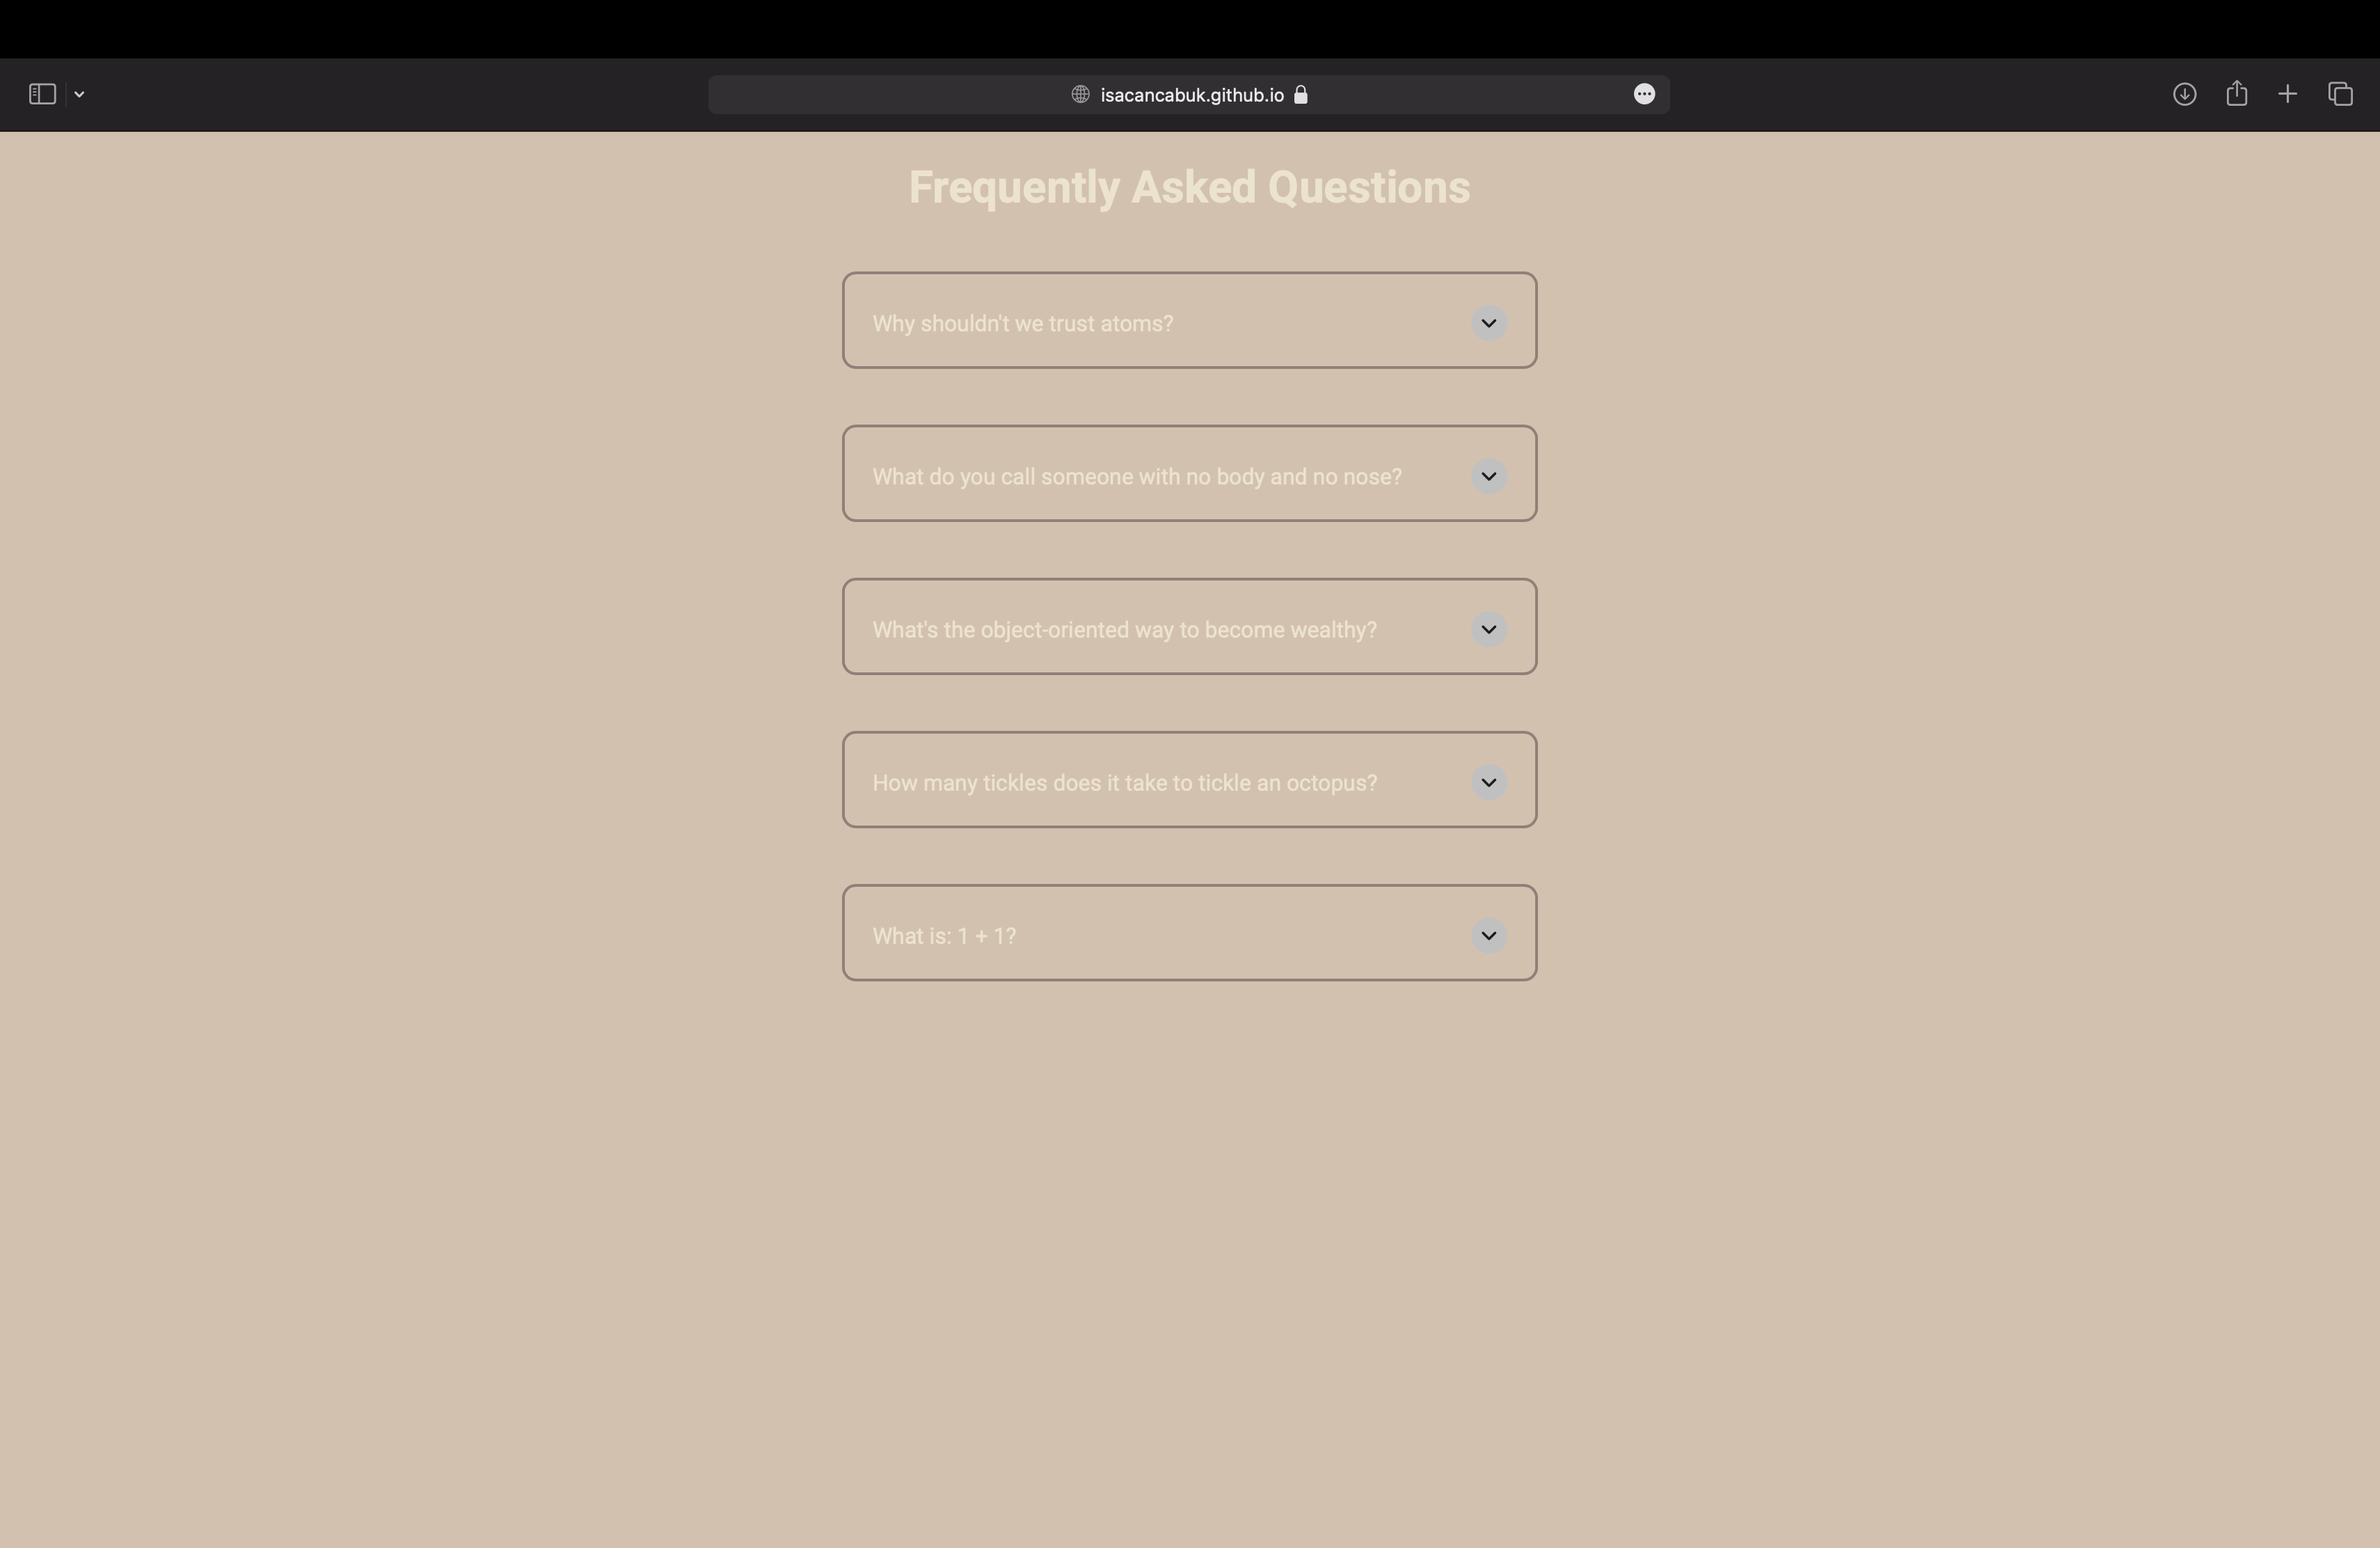 isacancabuk.github.io
Frequently Asked Questions
Why shouldn't we trust atoms?
What do you call someone with no body and no nose?
What's the object-oriented way to become wealthy?
How many tickles does it take to tickle an octopus?
What is: 1 + 1?